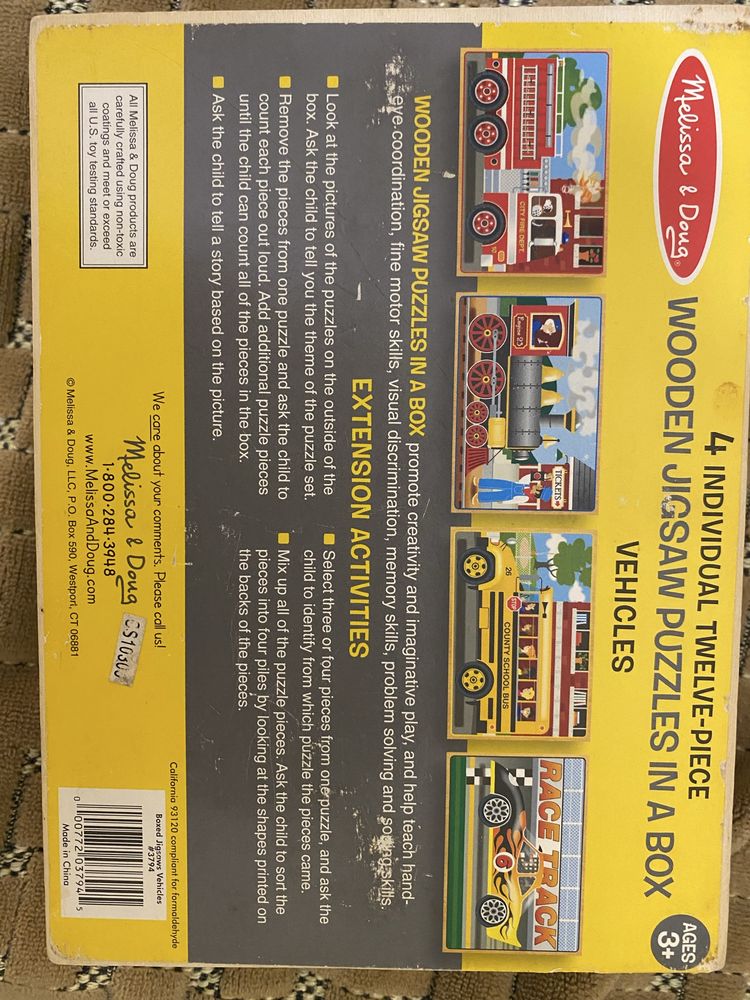 Melissa & Doug®
4 INDIVIDUAL TWELVE-PIECE
WOODEN JIGSAW PUZZLES IN A BOX
VEHICLES
AGES
3+
CITY FIRE DEPT.
10
Engine 25
TICKETS
26
STOP
COUNTY SCHOOL BUS
RACE TRACK
6
WOODEN JIGSAW PUZZLES IN A BOX promote creativity and imaginative play, and help teach hand-
eye-coordination, fine motor skills, visual discrimination, memory skills, problem solving and sorting skills.
EXTENSION ACTIVITIES
Look at the pictures of the puzzles on the outside of the
box. Ask the child to tell you the theme of the puzzle set.
Remove the pieces from one puzzle and ask the child to
count each piece out loud. Add additional puzzle pieces
until the child can count all of the pieces in the box.
Ask the child to tell a story based on the picture.
Select three or four pieces from one puzzle, and ask the
child to identify from which puzzle the pieces came.
Mix up all of the puzzle pieces. Ask the child to sort the
pieces into four piles by looking at the shapes printed on
the backs of the pieces.
All Melissa & Doug products are
carefully crafted using non-toxic
coatings and meet or exceed
all U.S. toy testing standards.
We care about your comments. Please call us!
Melissa & Doug
1-800-284-3948
www.MelissaAndDoug.com
© Melissa & Doug, LLC, P.O. Box 590, Westport, CT 06881
California 93120 compliant for formaldehyde
Boxed Jigsaws Vehicles
#3794
0 00772 03794 5
Made in China